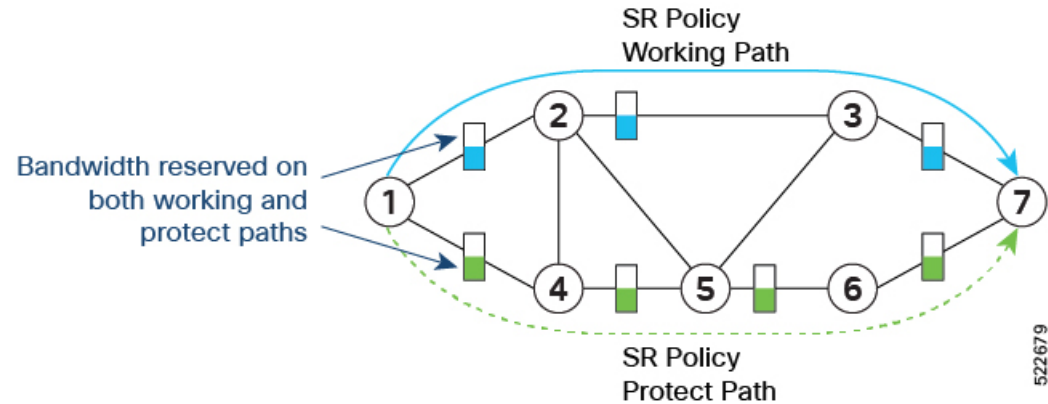 SR Policy
Working Path
2
3
Bandwidth reserved on
both working and
protect paths
1
7
4
5
6
SR Policy
Protect Path
522679